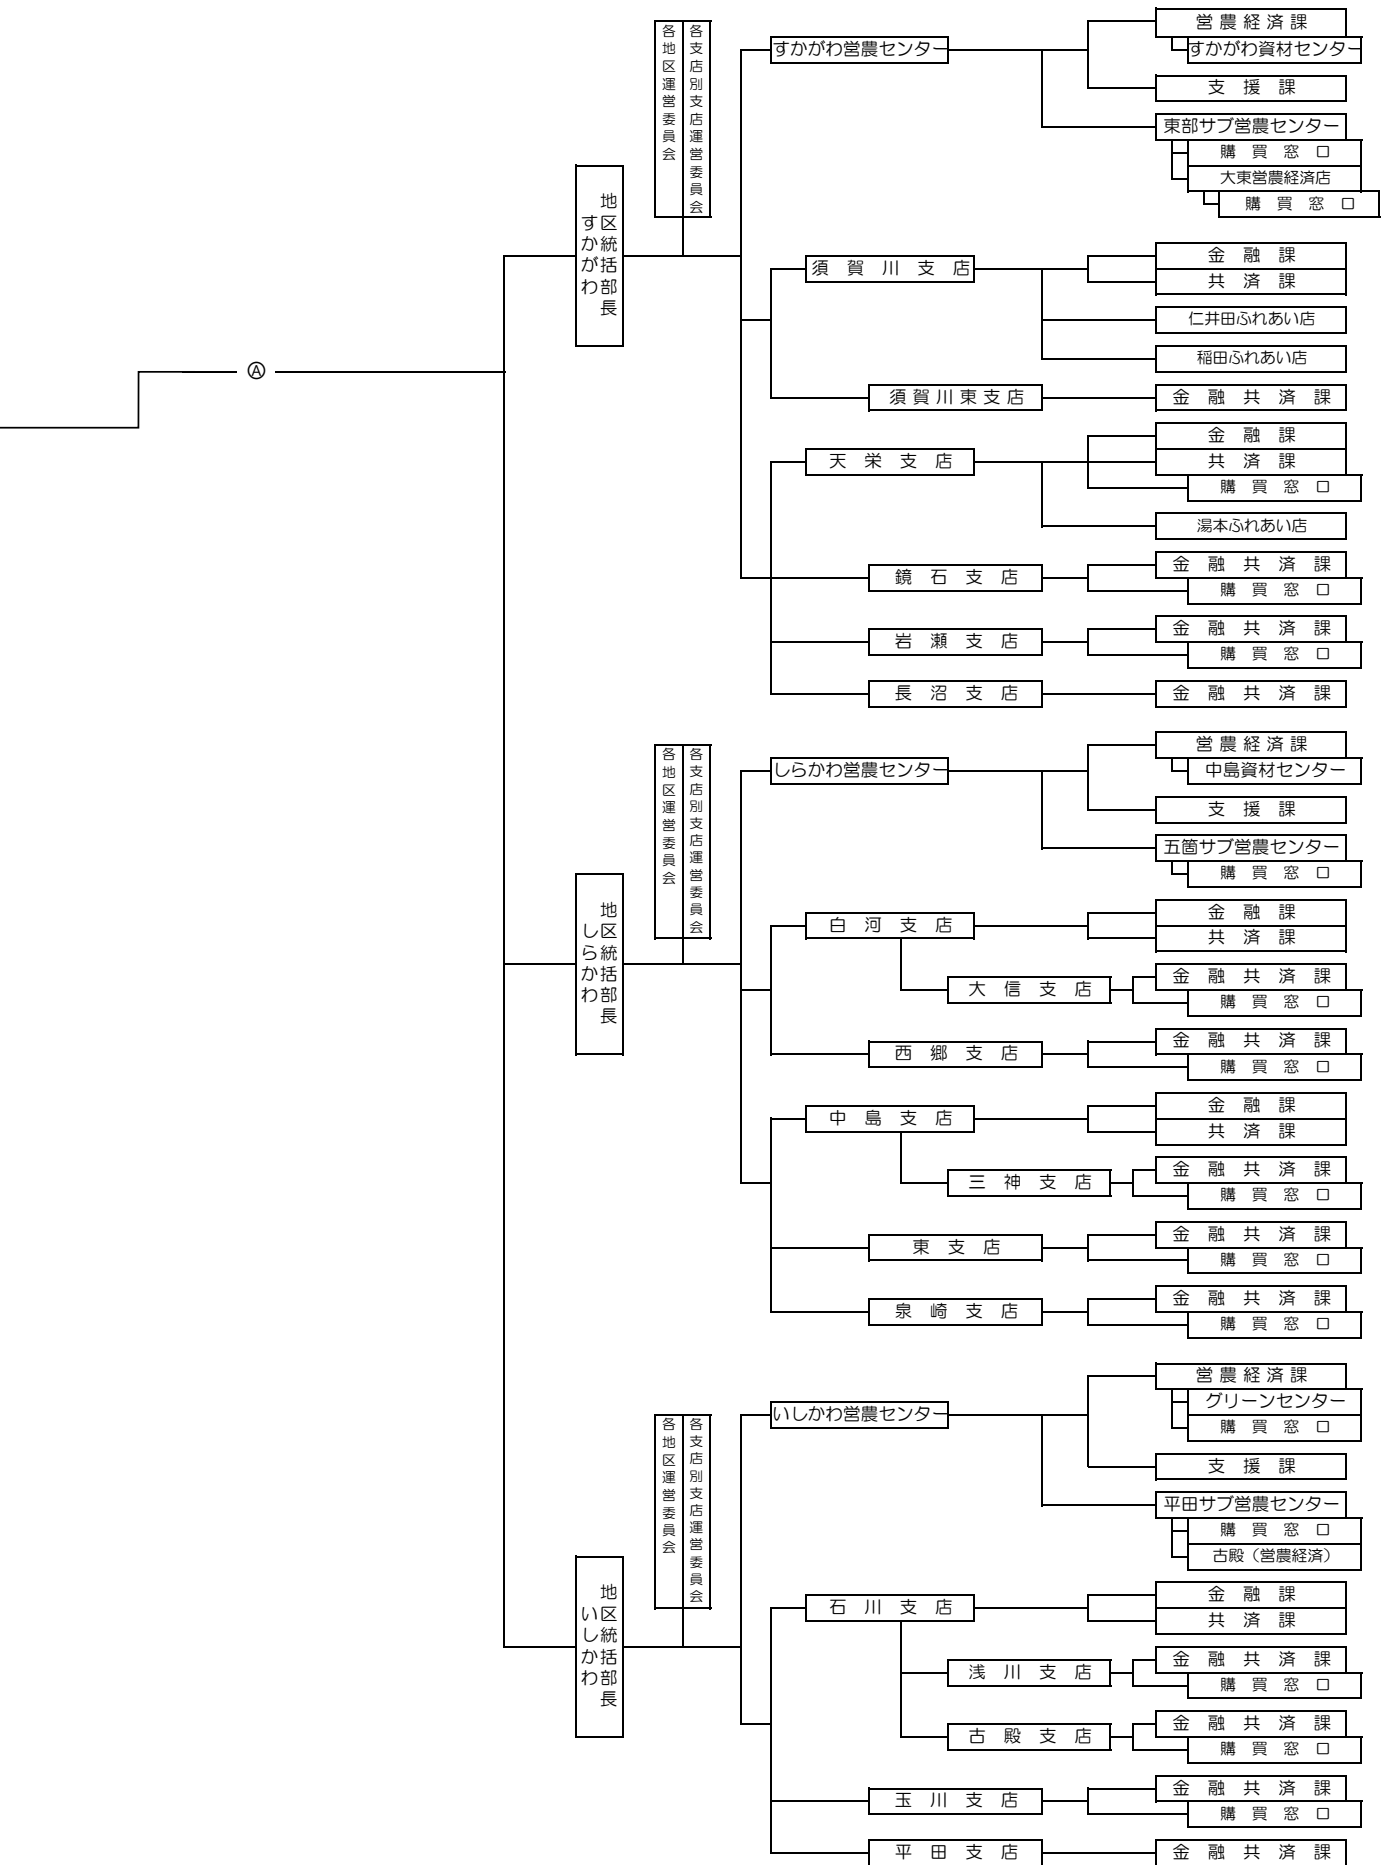 Ⓐ
すかがわ
地区統括部長
各地区運営委員会
各支店別支店運営委員会
すかがわ営農センター
営農経済課
すかがわ資材センター
支援課
東部サブ営農センター
購買窓口
大東営農経済店
購買窓口
須賀川支店
金融課
共済課
仁井田ふれあい店
稲田ふれあい店
須賀川東支店
金融共済課
天栄支店
金融課
共済課
購買窓口
湯本ふれあい店
鏡石支店
金融共済課
購買窓口
岩瀬支店
金融共済課
購買窓口
長沼支店
金融共済課
しらかわ
地区統括部長
各地区運営委員会
各支店別支店運営委員会
しらかわ営農センター
営農経済課
中島資材センター
支援課
五箇サブ営農センター
購買窓口
白河支店
金融課
共済課
大信支店
金融共済課
購買窓口
西郷支店
金融共済課
購買窓口
中島支店
金融課
共済課
三神支店
金融共済課
購買窓口
東支店
金融共済課
購買窓口
泉崎支店
金融共済課
購買窓口
いしかわ
地区統括部長
各地区運営委員会
各支店別支店運営委員会
いしかわ営農センター
営農経済課
グリーンセンター
購買窓口
支援課
平田サブ営農センター
購買窓口
古殿（営農経済）
石川支店
金融課
共済課
浅川支店
金融共済課
購買窓口
古殿支店
金融共済課
購買窓口
玉川支店
金融共済課
購買窓口
平田支店
金融共済課